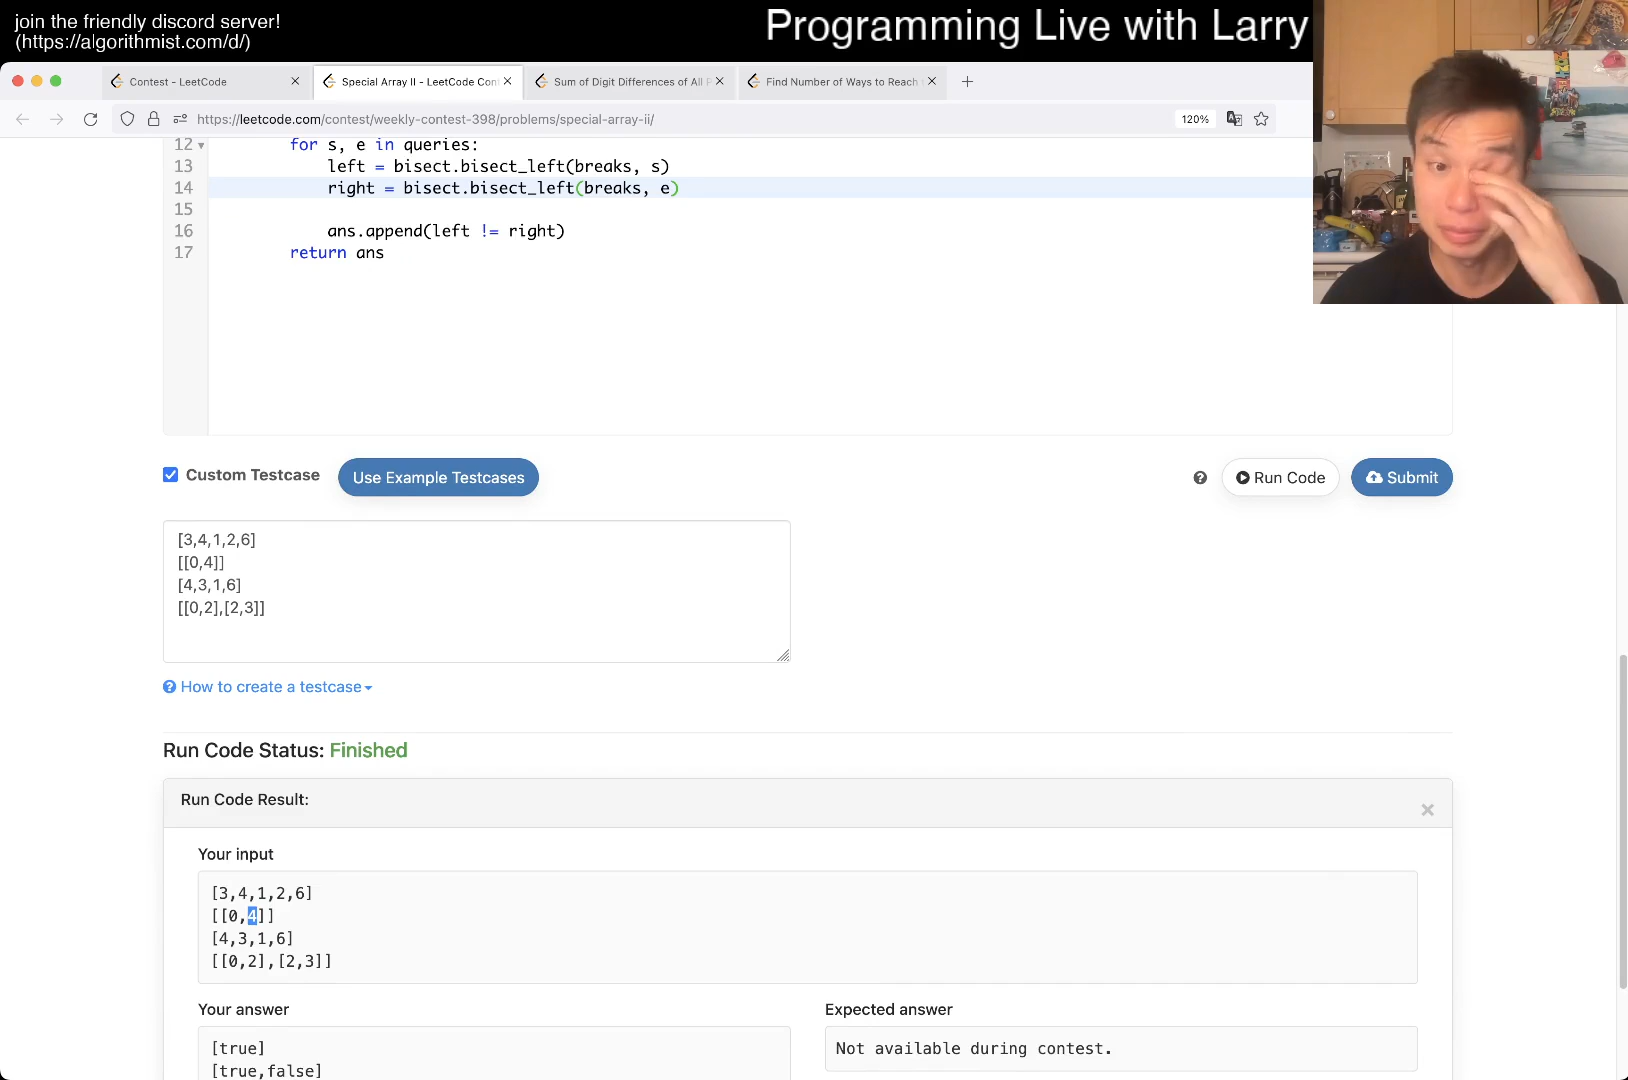 join the friendly discord server!
(https://algorithmist.com/d/)
Programming Live with Larry
Contest - LeetCode
Special Array II - LeetCode Con
Sum of Digit Differences of All P
Find Number of Ways to Reach
https://leetcode.com/contest/weekly-contest-398/problems/special-array-ii/
120%
12 for s, e in queries:
13 left = bisect.bisect_left(breaks, s)
14 right = bisect.bisect_left(breaks, e)
15
16 ans.append(left != right)
17 return ans
Custom Testcase
Use Example Testcases
Run Code
Submit
[3,4,1,2,6]
[[0,4]]
[4,3,1,6]
[[0,2],[2,3]]
How to create a testcase
Run Code Status: Finished
Run Code Result:
Your input
[3,4,1,2,6]
[[0,4]]
[4,3,1,6]
[[0,2],[2,3]]
Your answer
Expected answer
[true]
[true,false]
Not available during contest.